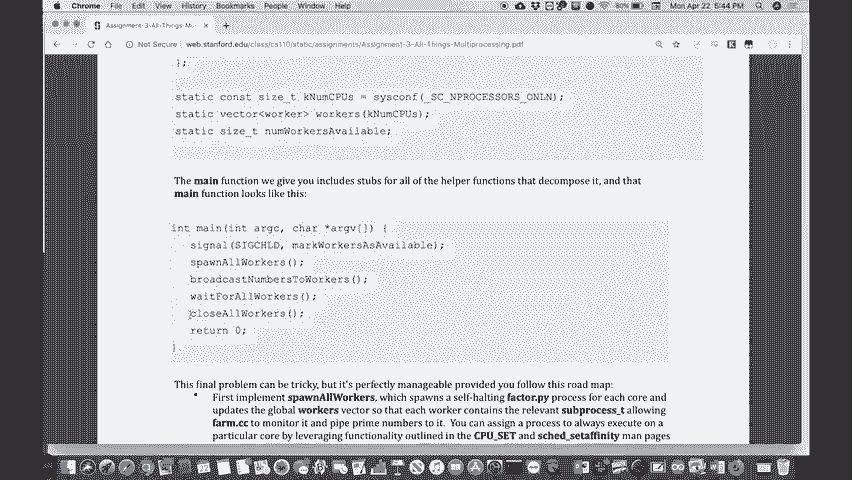 Chrome File Edit View History Bookmarks People Window Help
80% Mon Apr 22 5:44 PM
Assignment-3-All-Things-Mu
Not Secure web.stanford.edu/class/cs110/static/assignments/Assignment-3-All-Things-Multiprocessing.pdf
};
static const size_t kNumCPUs = sysconf(_SC_NPROCESSORS_ONLN);
static vector<worker> workers(kNumCPUs);
static size_t numWorkersAvailable;
The main function we give you includes stubs for all of the helper functions that decompose it, and that
main function looks like this:
int main(int argc, char *argv[]) {
signal(SIGCHLD, markWorkersAsAvailable);
spawnAllWorkers();
broadcastNumbersToWorkers();
waitForAllWorkers();
closeAllWorkers();
return 0;
}
This final problem can be tricky, but it's perfectly manageable provided you follow this road map:
• First implement spawnAllWorkers, which spawns a self-halting factor.py process for each core and
updates the global workers vector so that each worker contains the relevant subprocess_t allowing
farm.cc to monitor it and pipe prime numbers to it. You can assign a process to always execute on a
particular core by leveraging functionality outlined in the CPU_SET and sched_setaffinity man pages